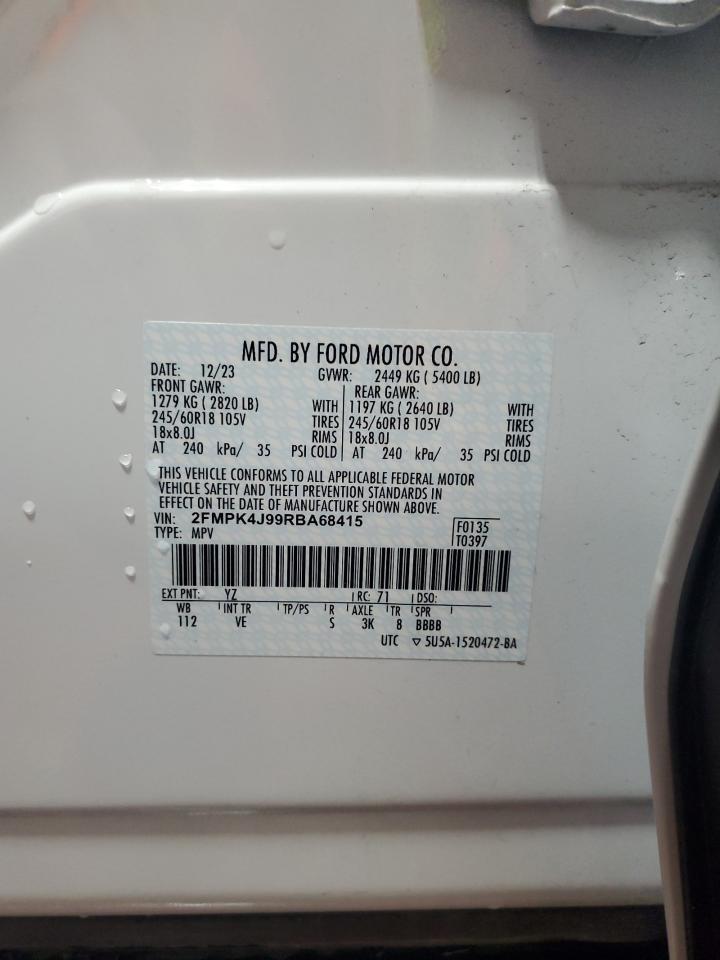 MFD. BY FORD MOTOR CO.
DATE: 12/23 GVWR: 2449 KG ( 5400 LB)
FRONT GAWR: REAR GAWR:
1279 KG ( 2820 LB) WITH 1197 KG ( 2640 LB) WITH
245/60R18 105V TIRES 245/60R18 105V TIRES
18x8.0J RIMS 18x8.0J RIMS
AT 240 kPa/ 35 PSI COLD AT 240 kPa/ 35 PSI COLD
THIS VEHICLE CONFORMS TO ALL APPLICABLE FEDERAL MOTOR
VEHICLE SAFETY AND THEFT PREVENTION STANDARDS IN
EFFECT ON THE DATE OF MANUFACTURE SHOWN ABOVE.
VIN: 2FMPK4J99RBA68415 F0135
TYPE: MPV T0397
EXT PNT: YZ RC: 71 DSO:
WB INT TR TP/PS R AXLE TR SPR
112 VE S 3K 8 BBBB
UTC ▽ 5U5A-1520472-BA